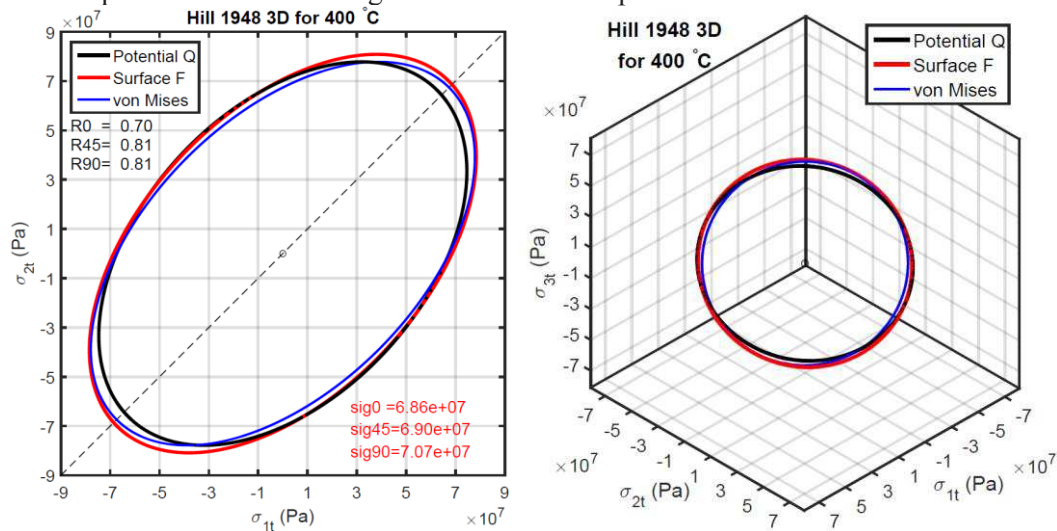 Hill 1948 3D for 400 °C
×10⁷
Potential Q
Surface F
von Mises
R0 = 0.70
R45= 0.81
R90= 0.81
sig0 =6.86e+07
sig45=6.90e+07
sig90=7.07e+07
9
7
5
3
1
-1
-3
-5
-7
-9
σ2t (Pa)
-9 -7 -5 -3 -1 1 3 5 7 9
σ1t (Pa)
×10⁷
Hill 1948 3D
for 400 °C
Potential Q
Surface F
von Mises
×10⁷
7
5
3
1
-1
-3
-5
-7
σ3t (Pa)
-7 -5 -3 -1 1 3 5 7
×10⁷
σ2t (Pa)
7 5 3 1 -1 -3 -5 -7
×10⁷
σ1t (Pa)